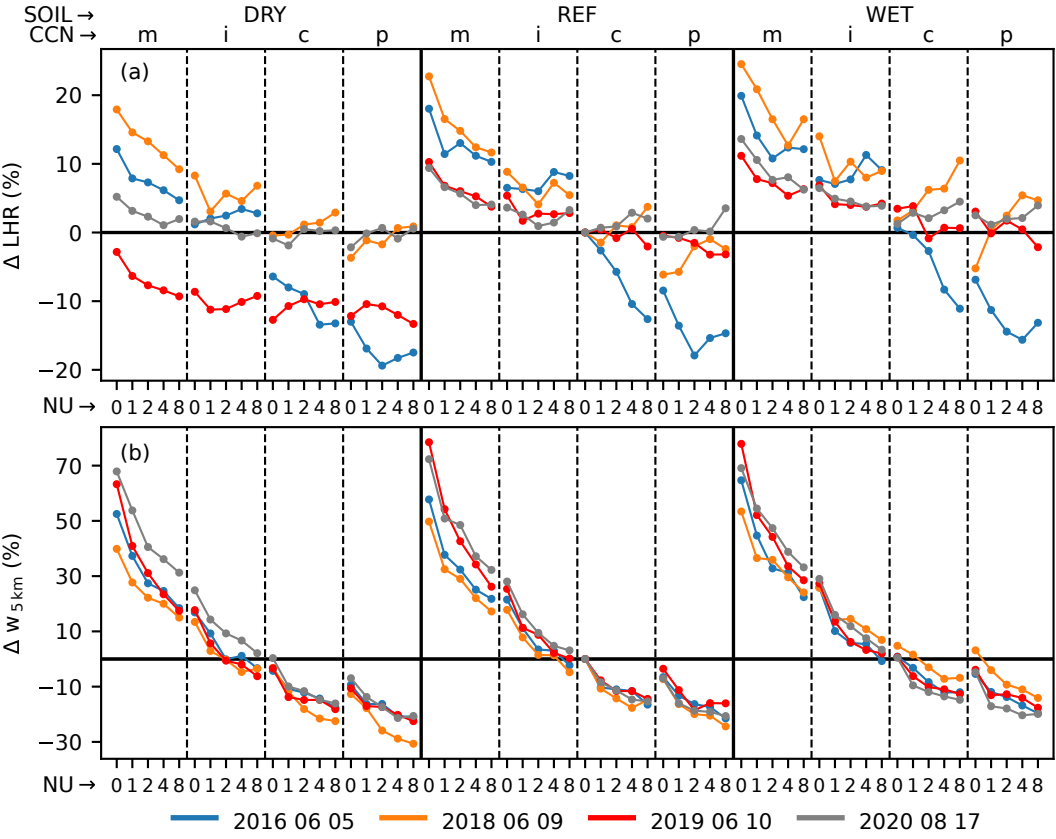 SOIL → DRY REF WET
CCN → m i c p m i c p m i c p
(a)
Δ LHR (%)
20
10
0
−10
−20
NU → 0 1 2 4 8 0 1 2 4 8 0 1 2 4 8 0 1 2 4 8 0 1 2 4 8 0 1 2 4 8 0 1 2 4 8 0 1 2 4 8 0 1 2 4 8 0 1 2 4 8 0 1 2 4 8 0 1 2 4 8
(b)
Δ w 5 km (%)
70
50
30
10
−10
−30
NU → 0 1 2 4 8 0 1 2 4 8 0 1 2 4 8 0 1 2 4 8 0 1 2 4 8 0 1 2 4 8 0 1 2 4 8 0 1 2 4 8 0 1 2 4 8 0 1 2 4 8 0 1 2 4 8 0 1 2 4 8
2016 06 05 2018 06 09 2019 06 10 2020 08 17